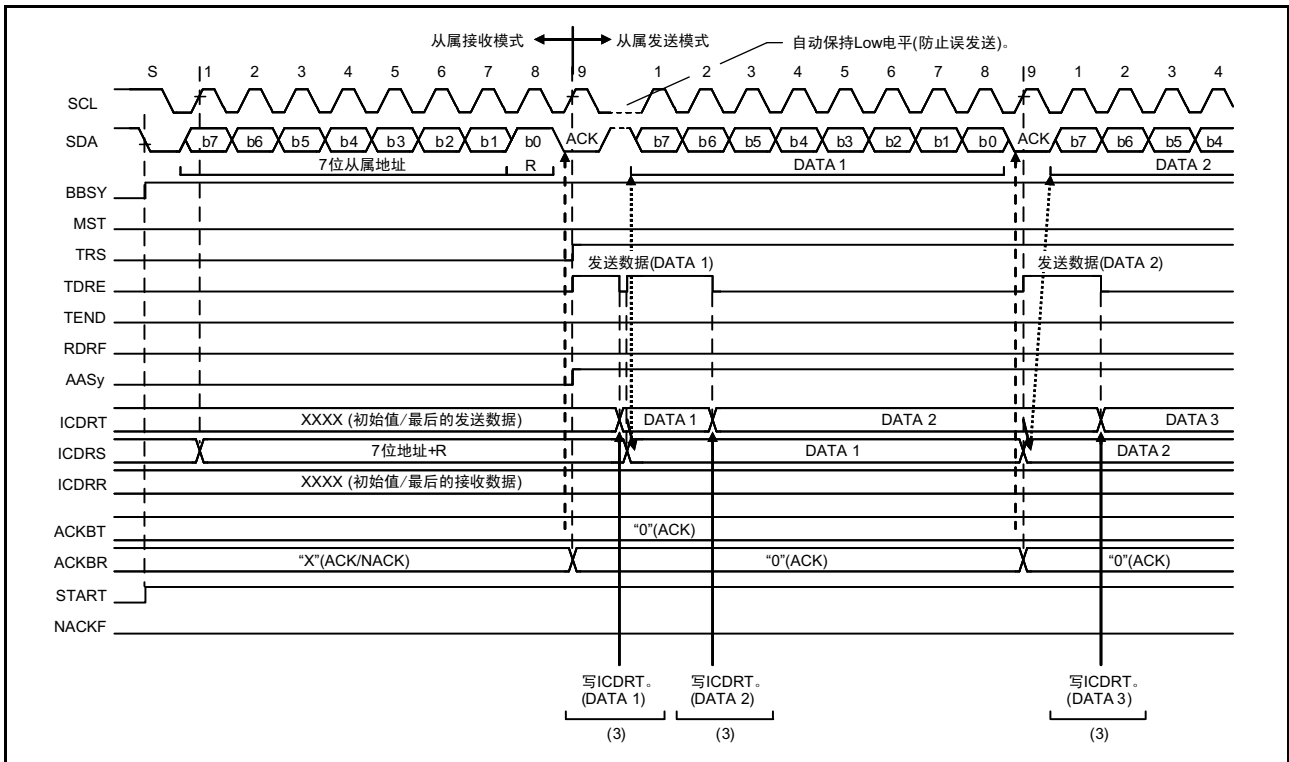 从属接收模式 从属发送模式 自动保持Low电平(防止误发送)。
S 1 2 3 4 5 6 7 8 9 1 2 3 4 5 6 7 8 9 1 2 3 4
SCL
SDA b7 b6 b5 b4 b3 b2 b1 b0 ACK b7 b6 b5 b4 b3 b2 b1 b0 ACK b7 b6 b5 b4
7位从属地址 R DATA 1 DATA 2
BBSY
MST
TRS
发送数据(DATA 1) 发送数据(DATA 2)
TDRE
TEND
RDRF
AASy
ICDRT XXXX (初始值/最后的发送数据) DATA 1 DATA 2 DATA 3
ICDRS 7位地址+R DATA 1 DATA 2
ICDRR XXXX (初始值/最后的接收数据)
ACKBT “0”(ACK)
ACKBR “X”(ACK/NACK) “0”(ACK) “0”(ACK)
START
NACKF
写ICDRT。 写ICDRT。 写ICDRT。
(DATA 1) (DATA 2) (DATA 3)
(3) (3) (3)